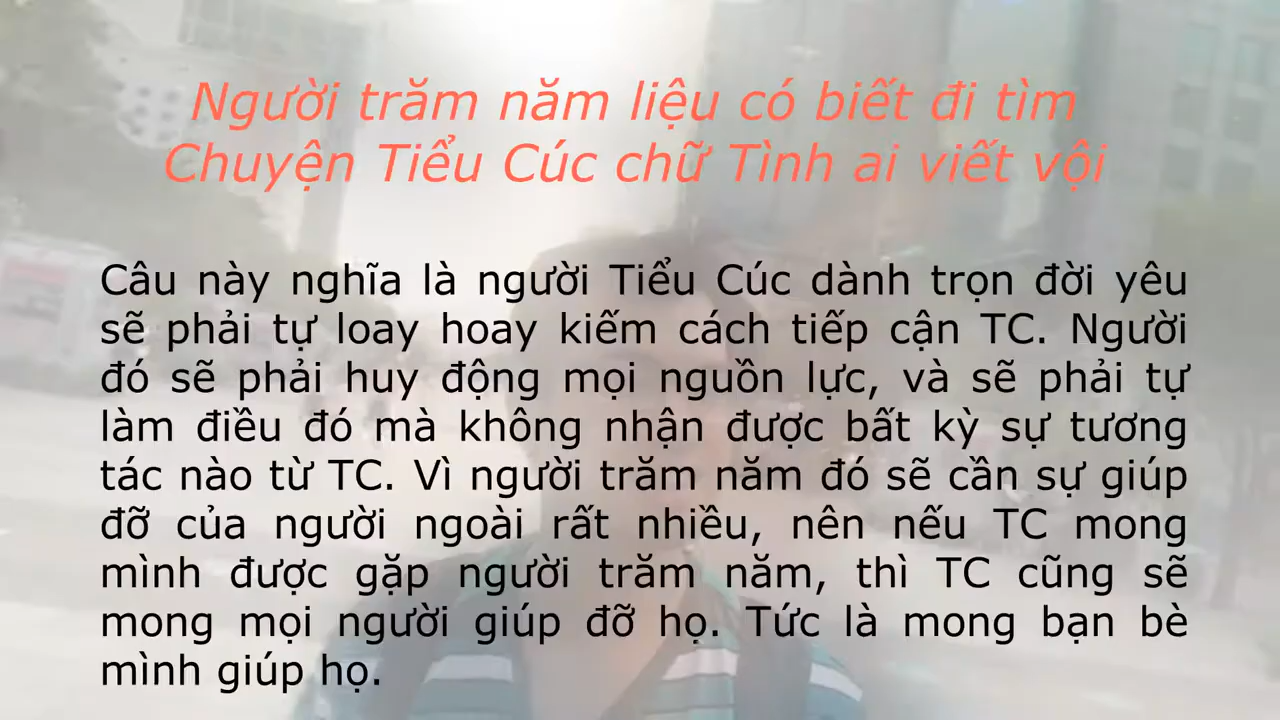 Người trăm năm liệu có biết đi tìm
Chuyện Tiểu Cúc chữ Tình ai viết vội
Câu này nghĩa là người Tiểu Cúc dành trọn đời yêu
sẽ phải tự loay hoay kiếm cách tiếp cận TC. Người
đó sẽ phải huy động mọi nguồn lực, và sẽ phải tự
làm điều đó mà không nhận được bất kỳ sự tương
tác nào từ TC. Vì người trăm năm đó sẽ cần sự giúp
đỡ của người ngoài rất nhiều, nên nếu TC mong
mình được gặp người trăm năm, thì TC cũng sẽ
mong mọi người giúp đỡ họ. Tức là mong bạn bè
mình giúp họ.